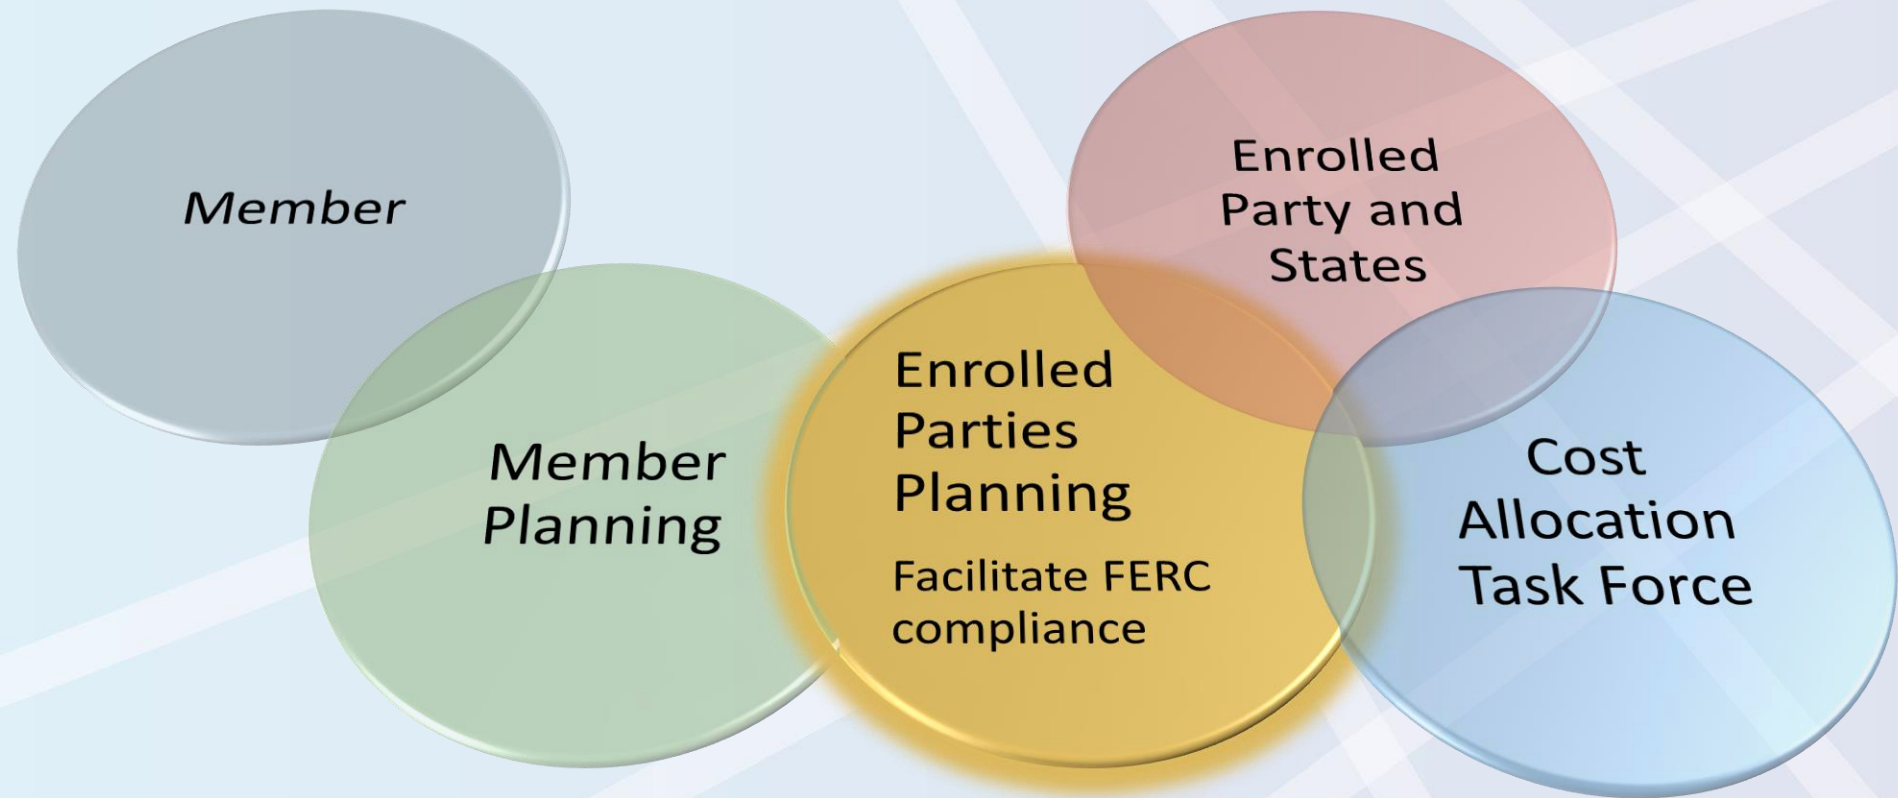 Member
Member
Planning
Enrolled
Parties
Planning
Facilitate FERC
compliance
Enrolled
Party and
States
Cost
Allocation
Task Force